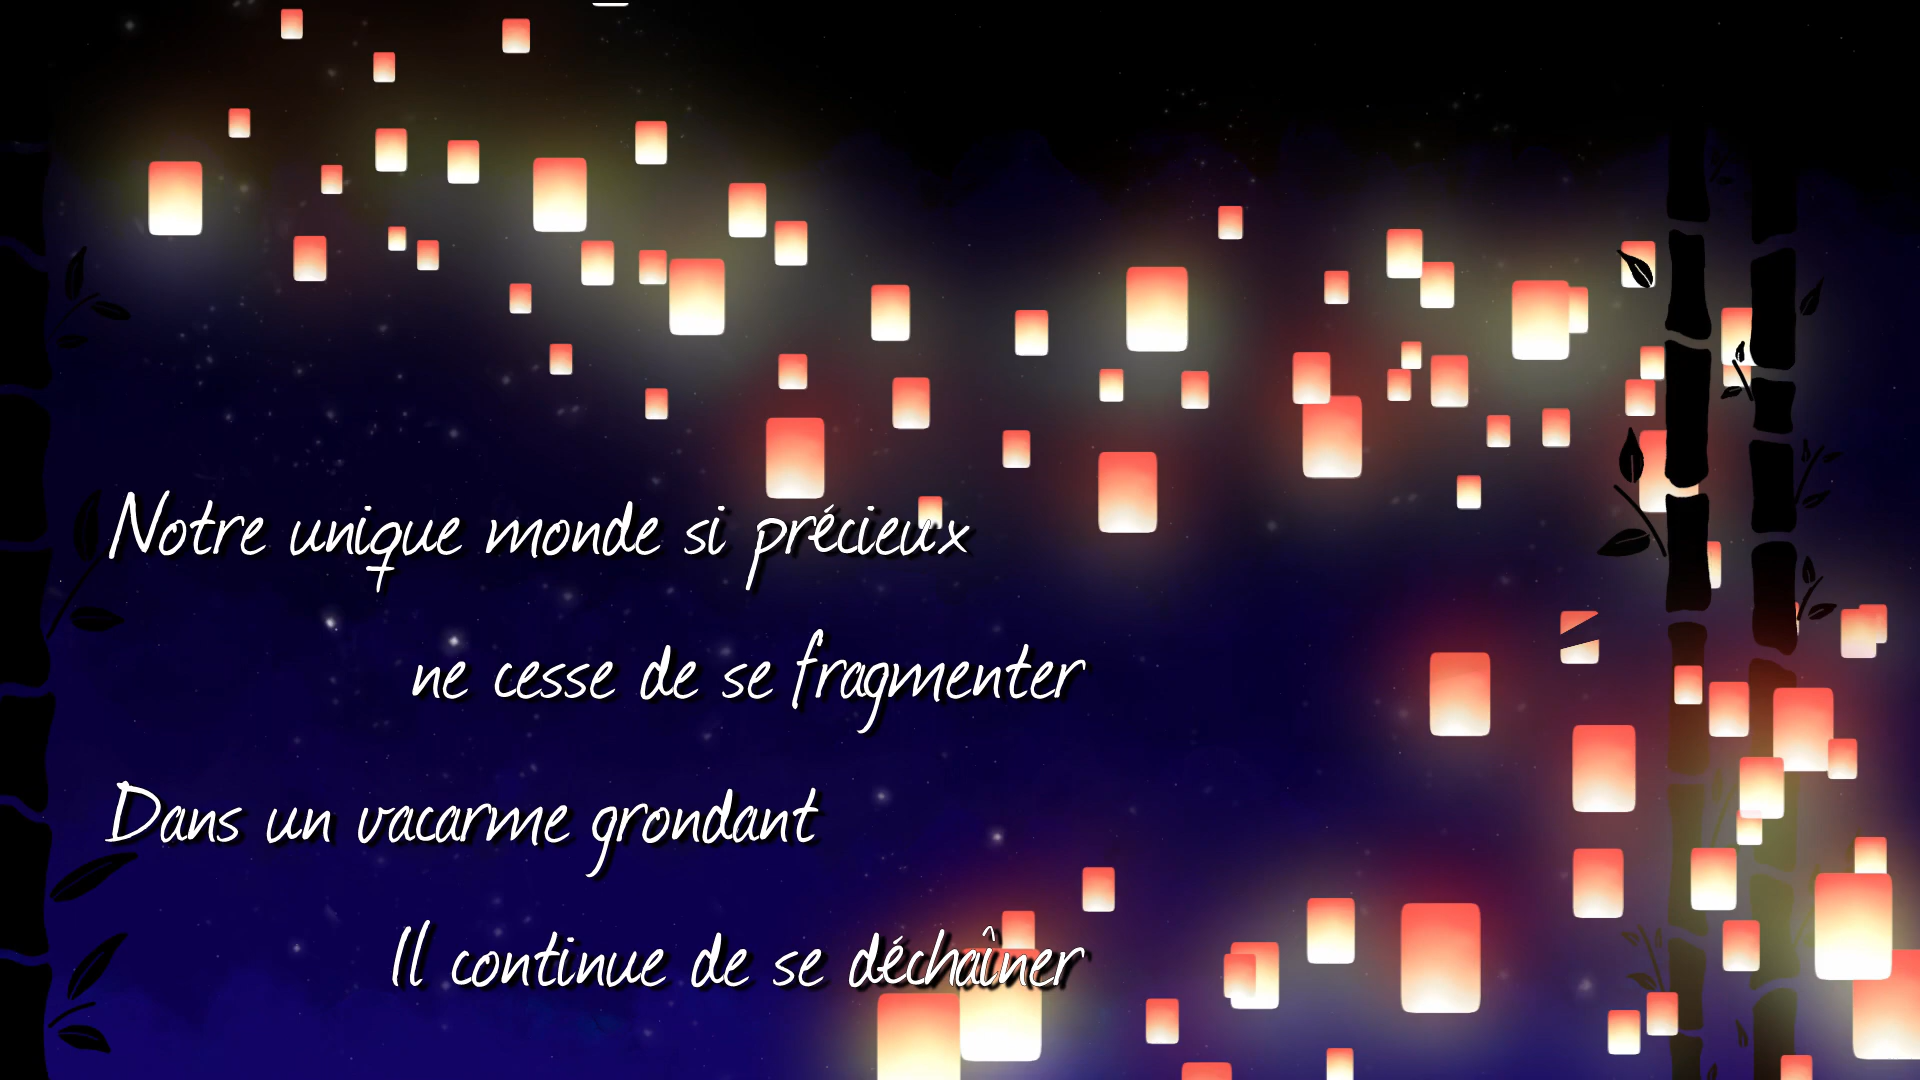 Notre unique monde si précieux
ne cesse de se fragmenter
Dans un vacarme grondant
Il continue de se déchaîner